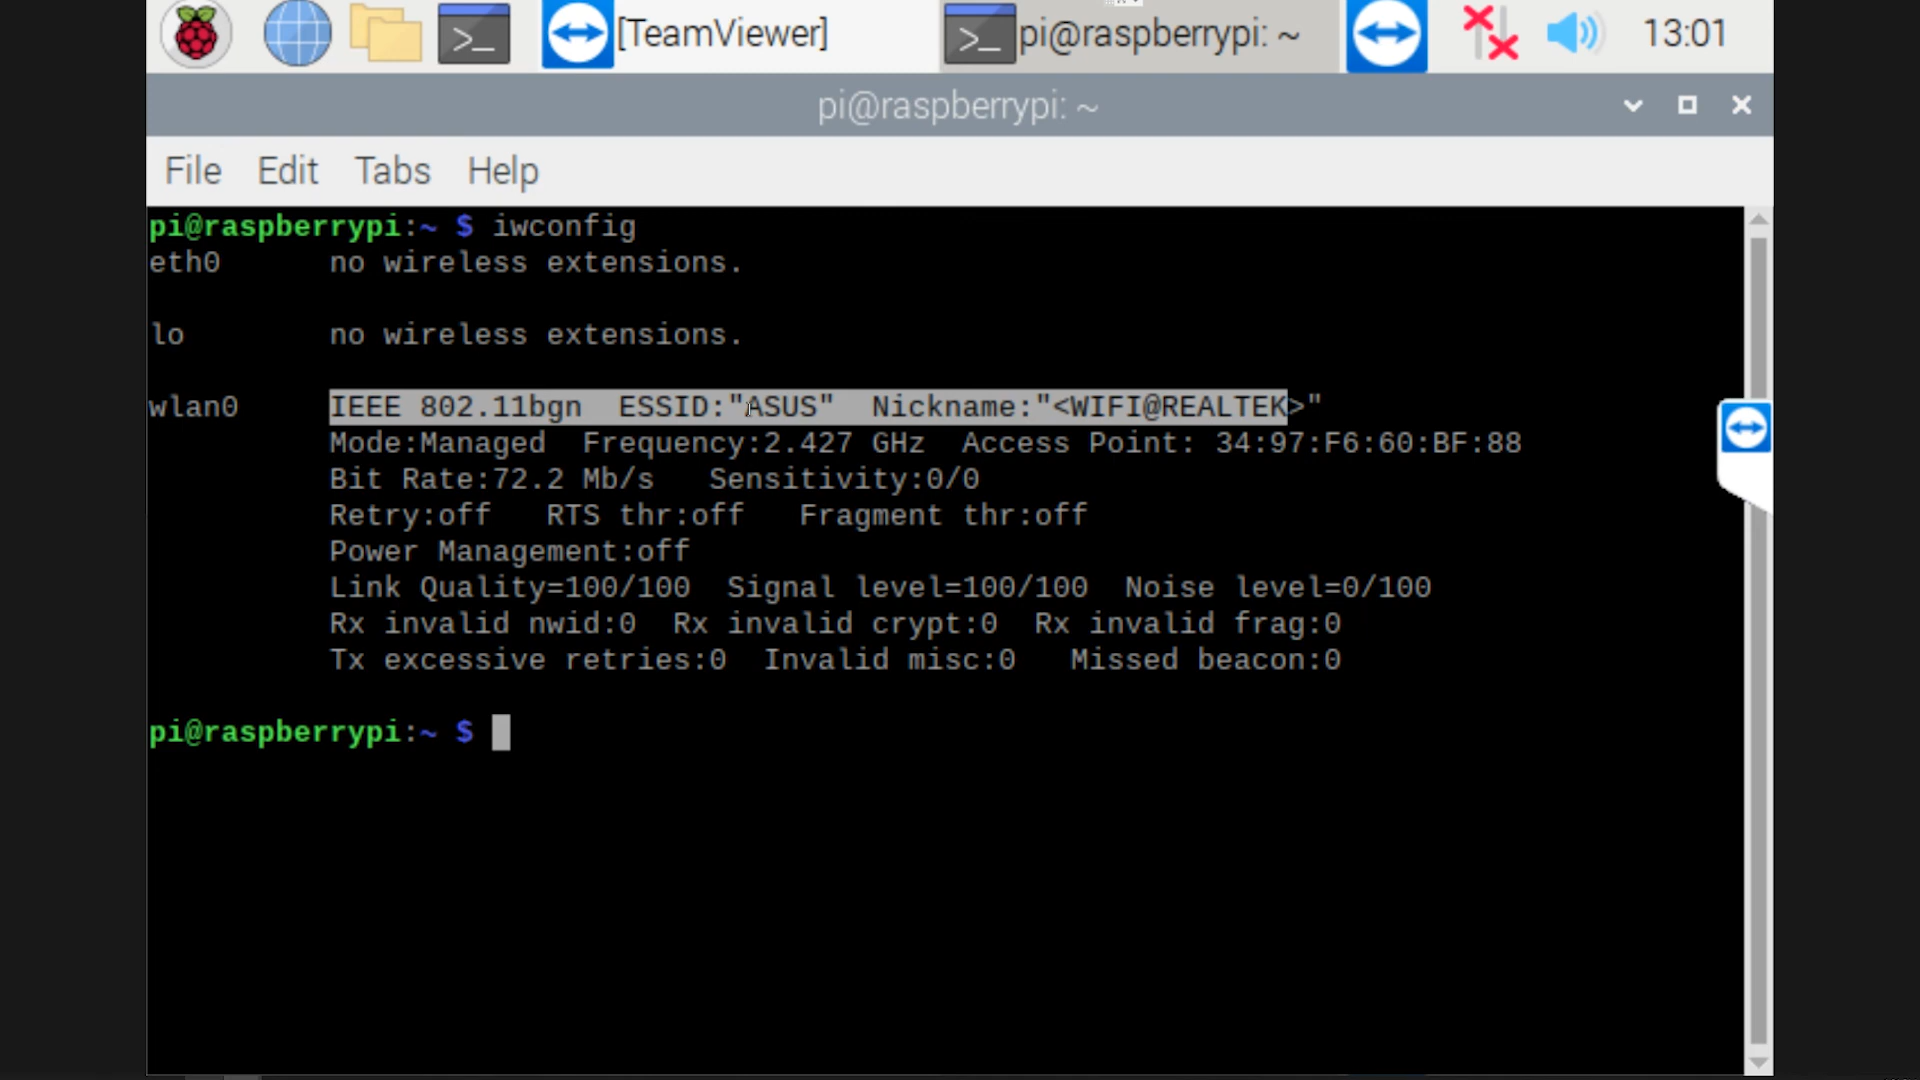 [TeamViewer] pi@raspberrypi: ~ 13:01
pi@raspberrypi: ~
File Edit Tabs Help
pi@raspberrypi:~ $ iwconfig
eth0 no wireless extensions.
lo no wireless extensions.
wlan0 IEEE 802.11bgn ESSID:"ASUS" Nickname:"<WIFI@REALTEK>"
Mode:Managed Frequency:2.427 GHz Access Point: 34:97:F6:60:BF:88
Bit Rate:72.2 Mb/s Sensitivity:0/0
Retry:off RTS thr:off Fragment thr:off
Power Management:off
Link Quality=100/100 Signal level=100/100 Noise level=0/100
Rx invalid nwid:0 Rx invalid crypt:0 Rx invalid frag:0
Tx excessive retries:0 Invalid misc:0 Missed beacon:0
pi@raspberrypi:~ $